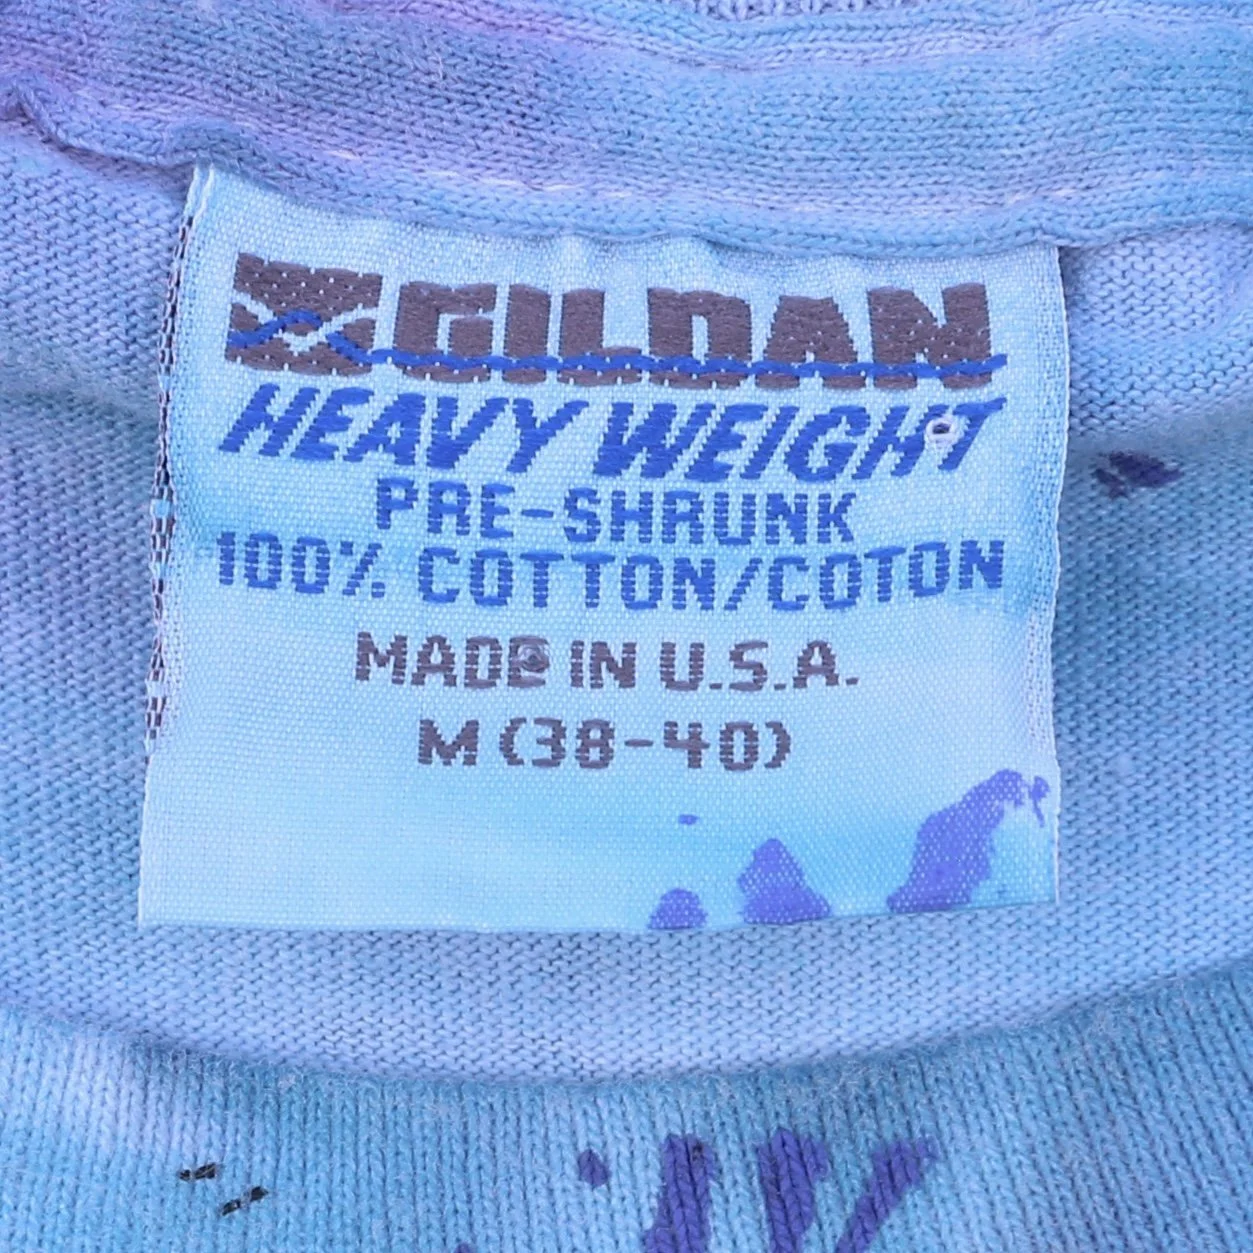 GILDAN
HEAVY WEIGHT
PRE-SHRUNK
100% COTTON/COTON
MADE IN U.S.A.
M (38-40)